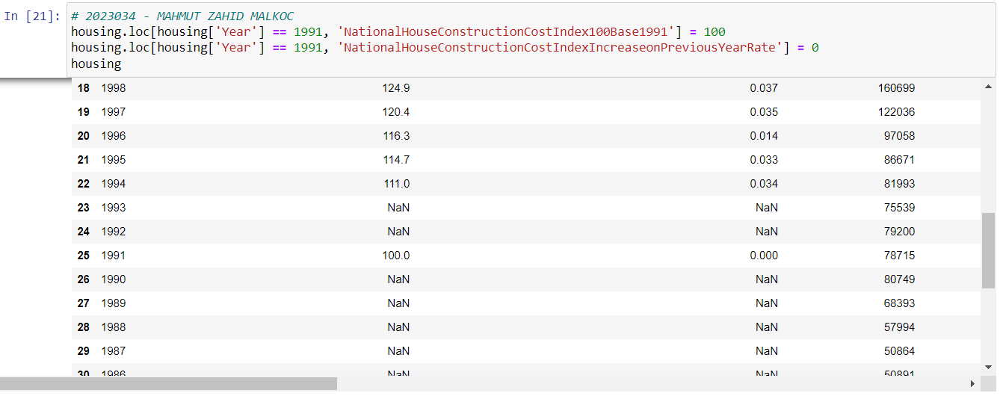 In [21]: # 2023034 - MAHMUT ZAHID MALKOC
housing.loc[housing['Year'] == 1991, 'NationalHouseConstructionCostIndex100Base1991'] = 100
housing.loc[housing['Year'] == 1991, 'NationalHouseConstructionCostIndexIncreaseonPreviousYearRate'] = 0
housing
18 1998 124.9 0.037 160699
19 1997 120.4 0.035 122036
20 1996 116.3 0.014 97058
21 1995 114.7 0.033 86671
22 1994 111.0 0.034 81993
23 1993 NaN NaN 75539
24 1992 NaN NaN 79200
25 1991 100.0 0.000 78715
26 1990 NaN NaN 80749
27 1989 NaN NaN 68393
28 1988 NaN NaN 57994
29 1987 NaN NaN 50864
30 1986 NaN NaN 50891